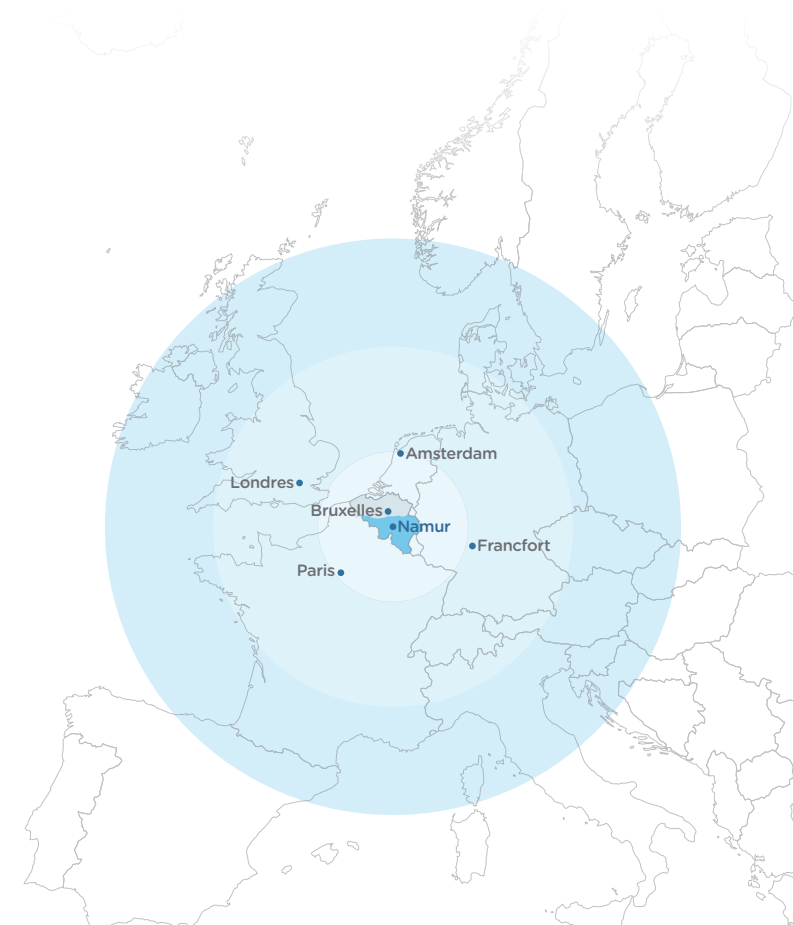 Amsterdam
Londres
Bruxelles
Namur
Francfort
Paris